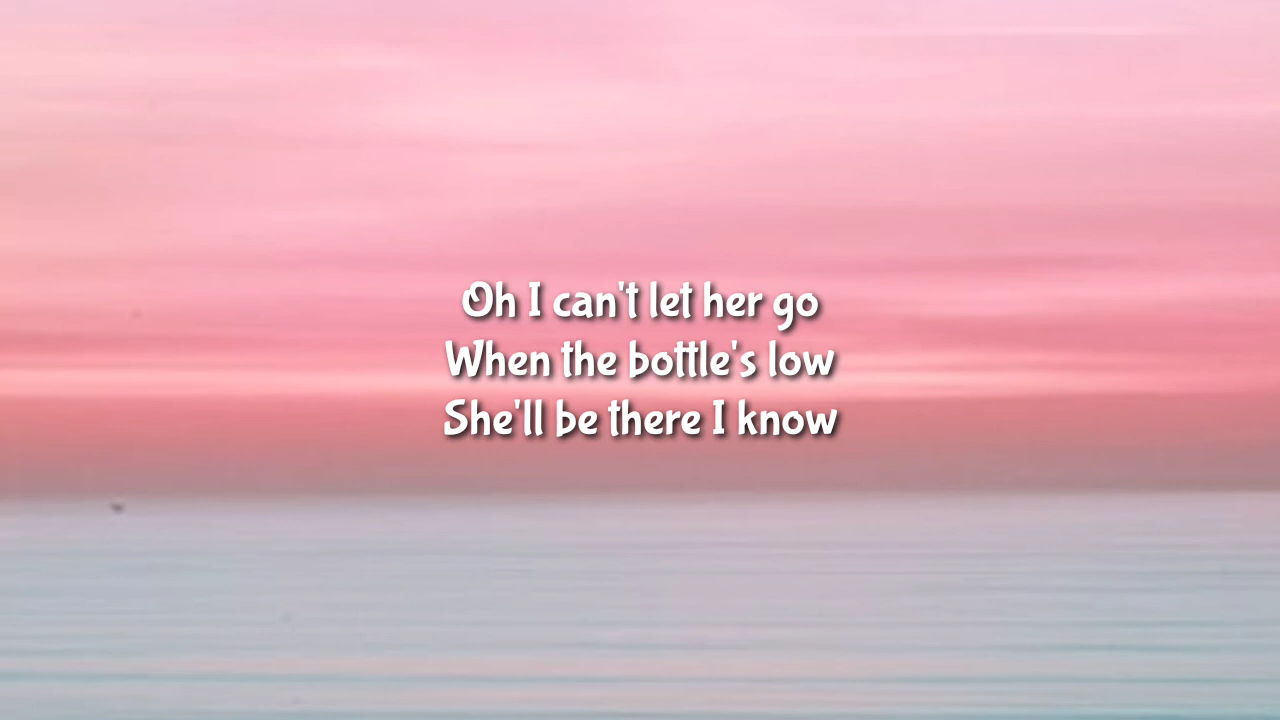 Oh I can't let her go
When the bottle's low
She'll be there I know